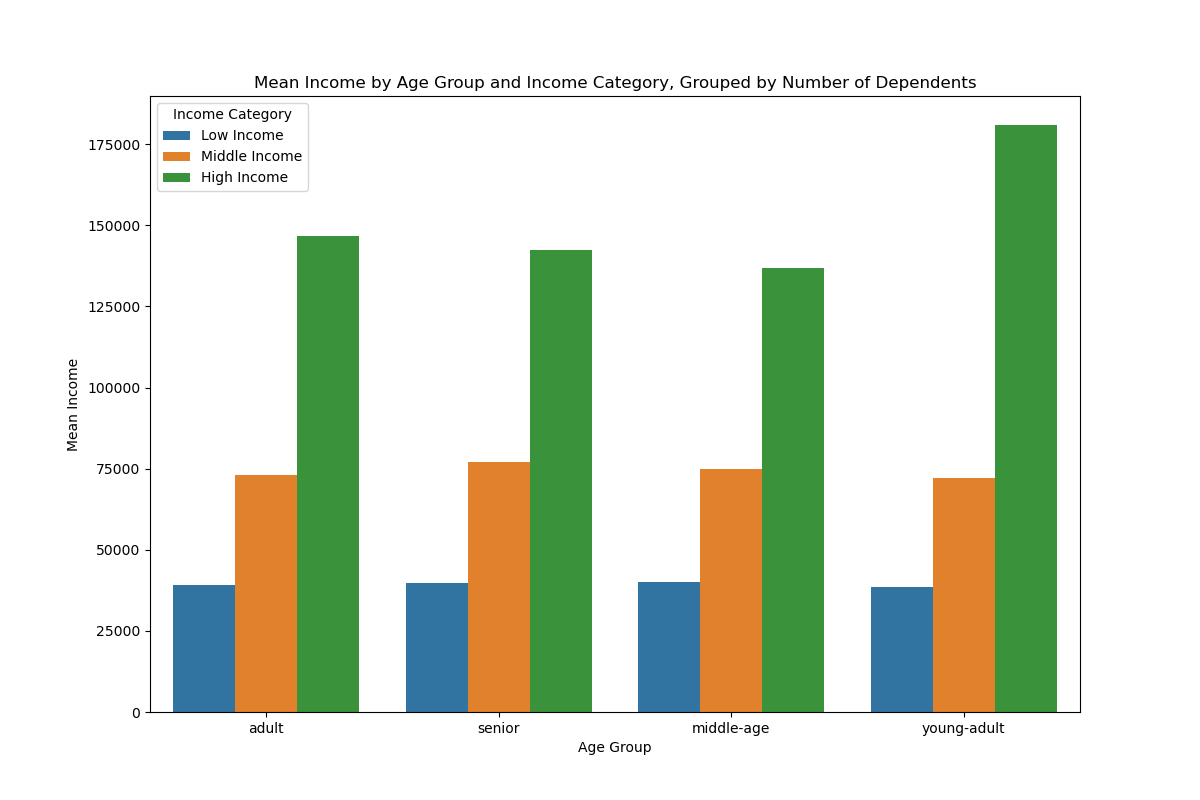 Mean Income by Age Group and Income Category, Grouped by Number of Dependents
Income Category
Low Income
Middle Income
High Income
175000
150000
125000
100000
75000
50000
25000
0
Mean Income
adult
senior
middle-age
young-adult
Age Group